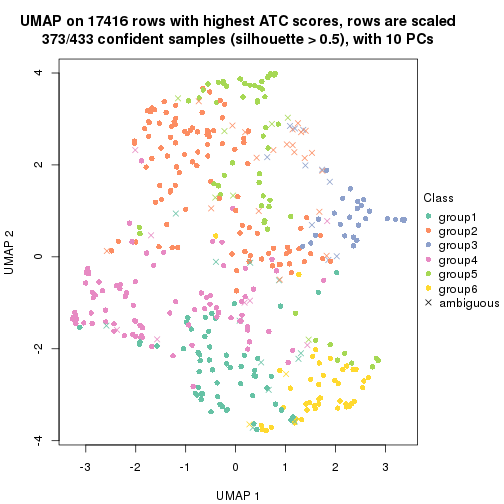 UMAP on 17416 rows with highest ATC scores, rows are scaled
373/433 confident samples (silhouette > 0.5), with 10 PCs
4
2
0
-2
-4
UMAP 2
-3
-2
-1
0
1
2
3
UMAP 1
Class
group1
group2
group3
group4
group5
group6
ambiguous